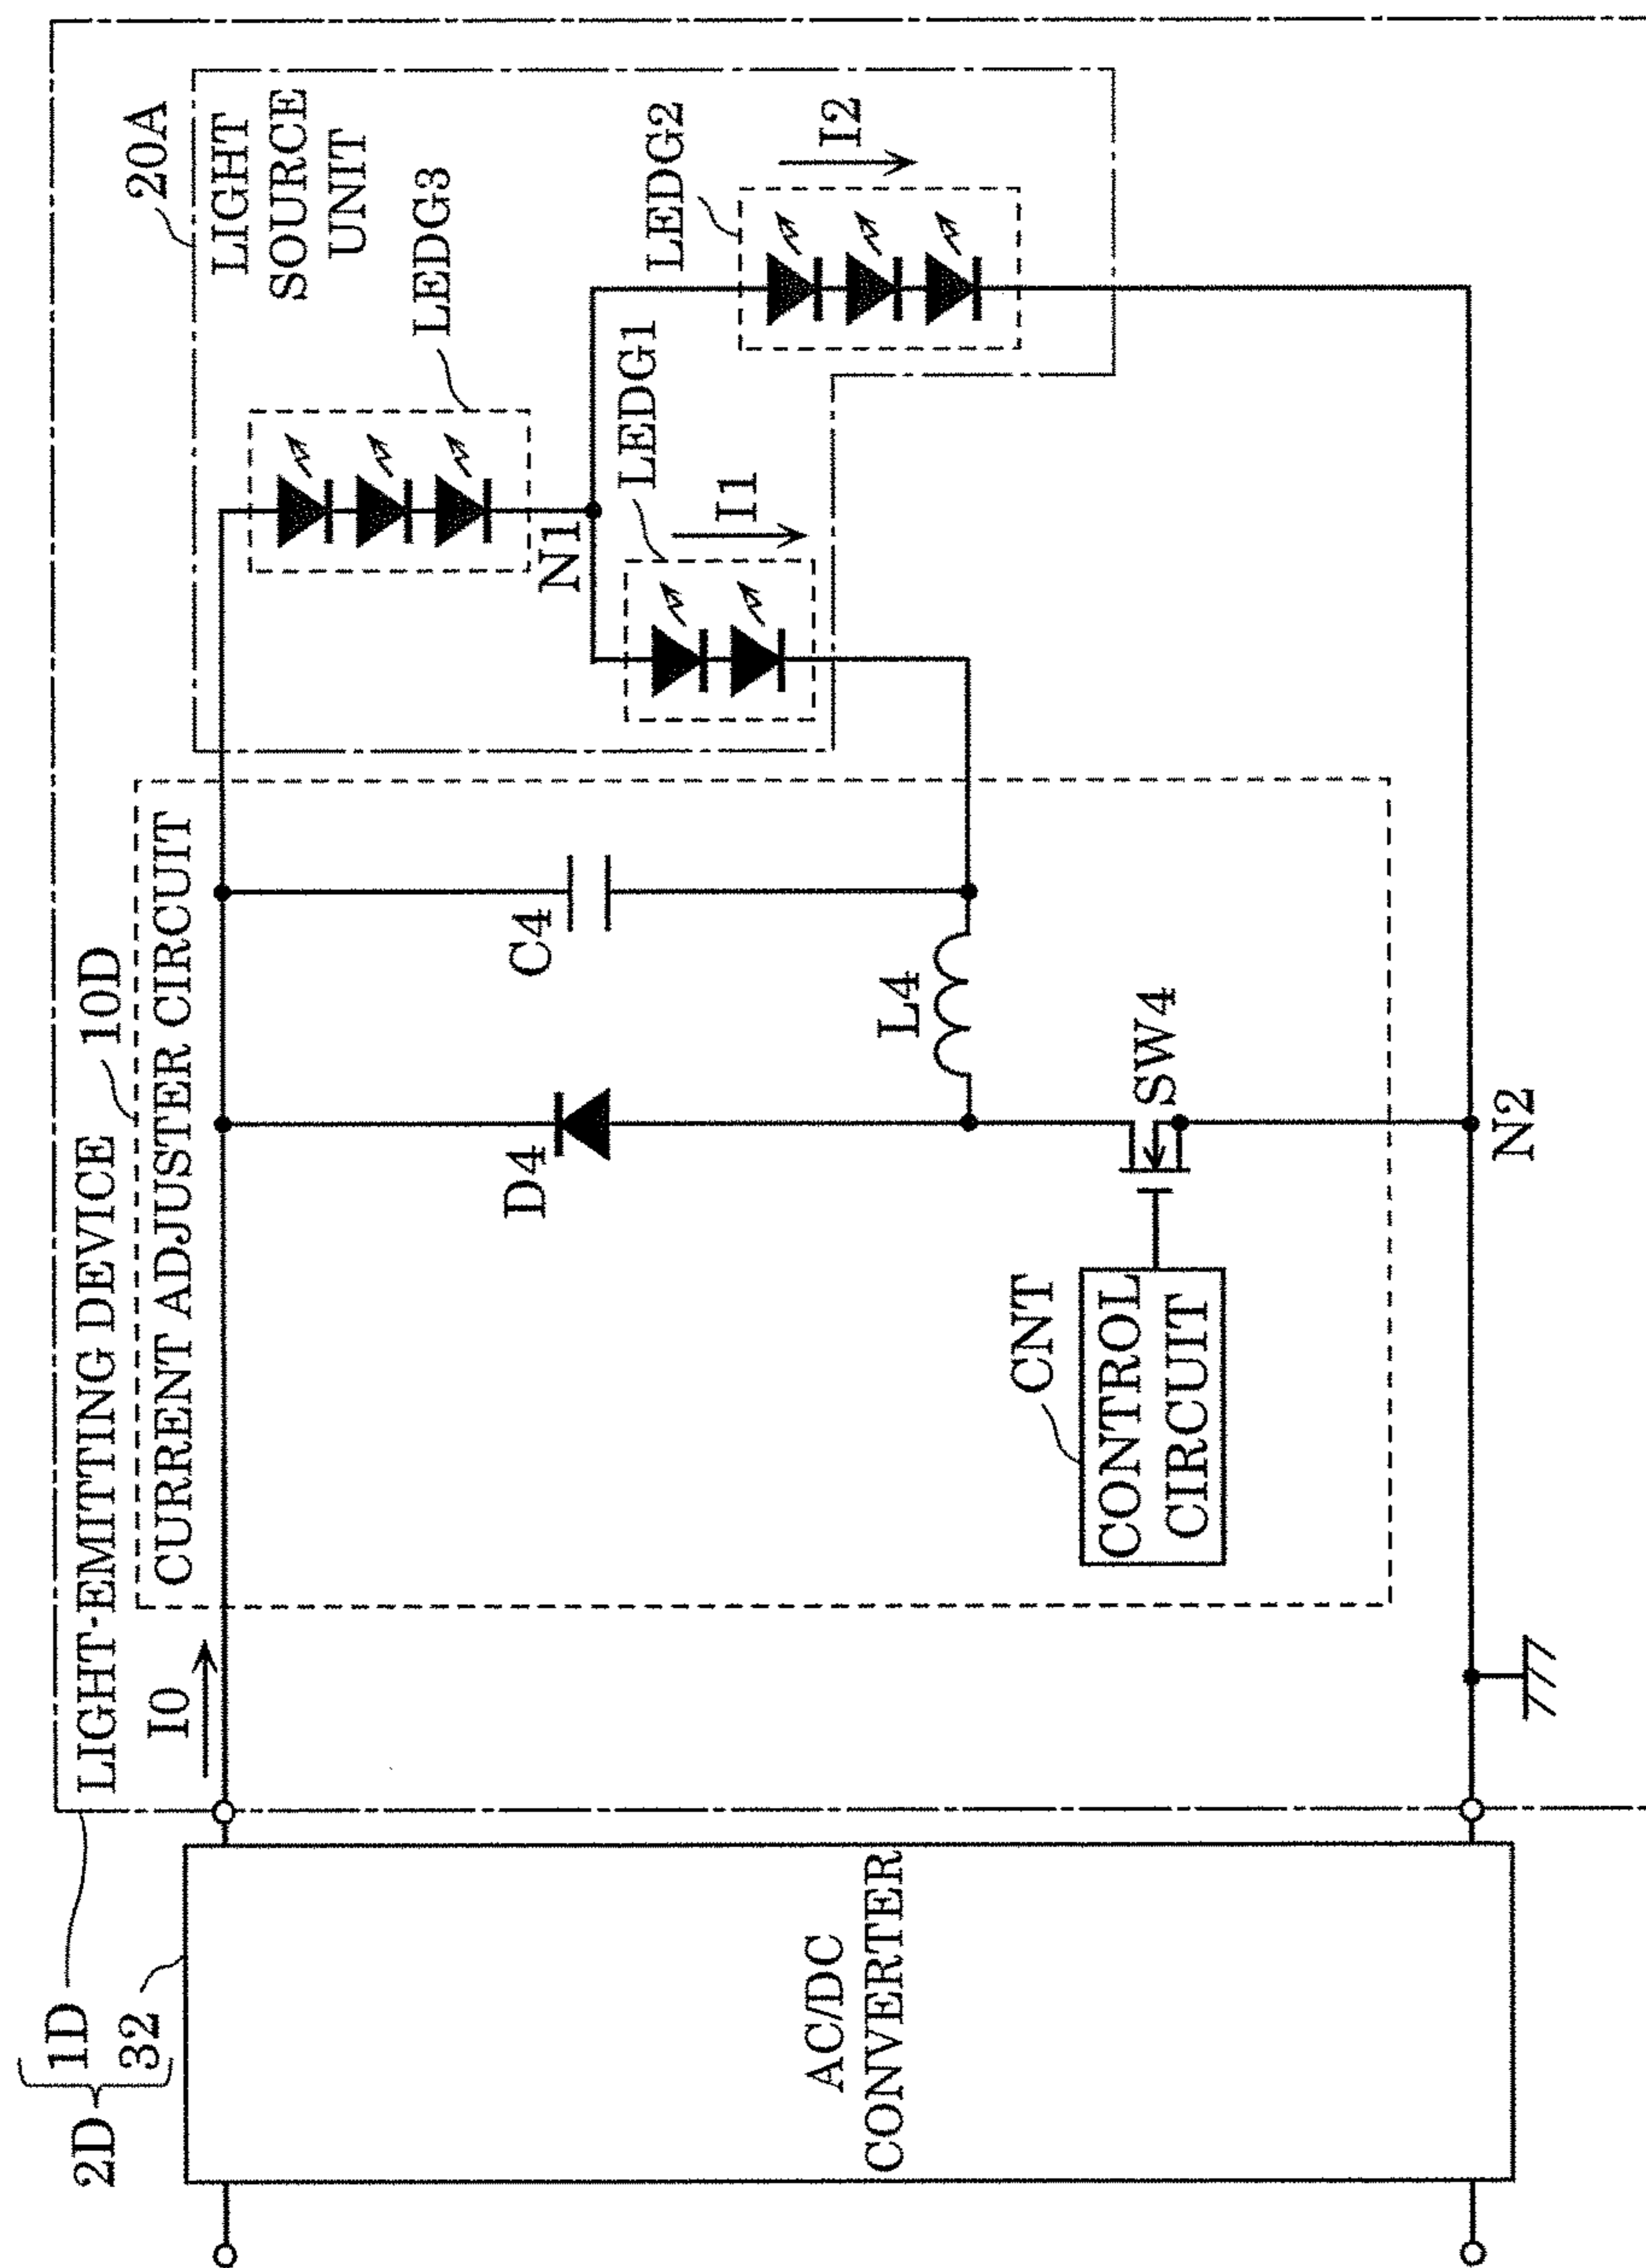 2D
1D
32
LIGHT-EMITTING DEVICE
10D
CURRENT ADJUSTER CIRCUIT
I0
20A
LIGHT
SOURCE
UNIT
LEDG3
N1
LEDG1
I1
LEDG2
I2
D4
C4
L4
SW4
CNT
CONTROL
CIRCUIT
N2
AC/DC
CONVERTER